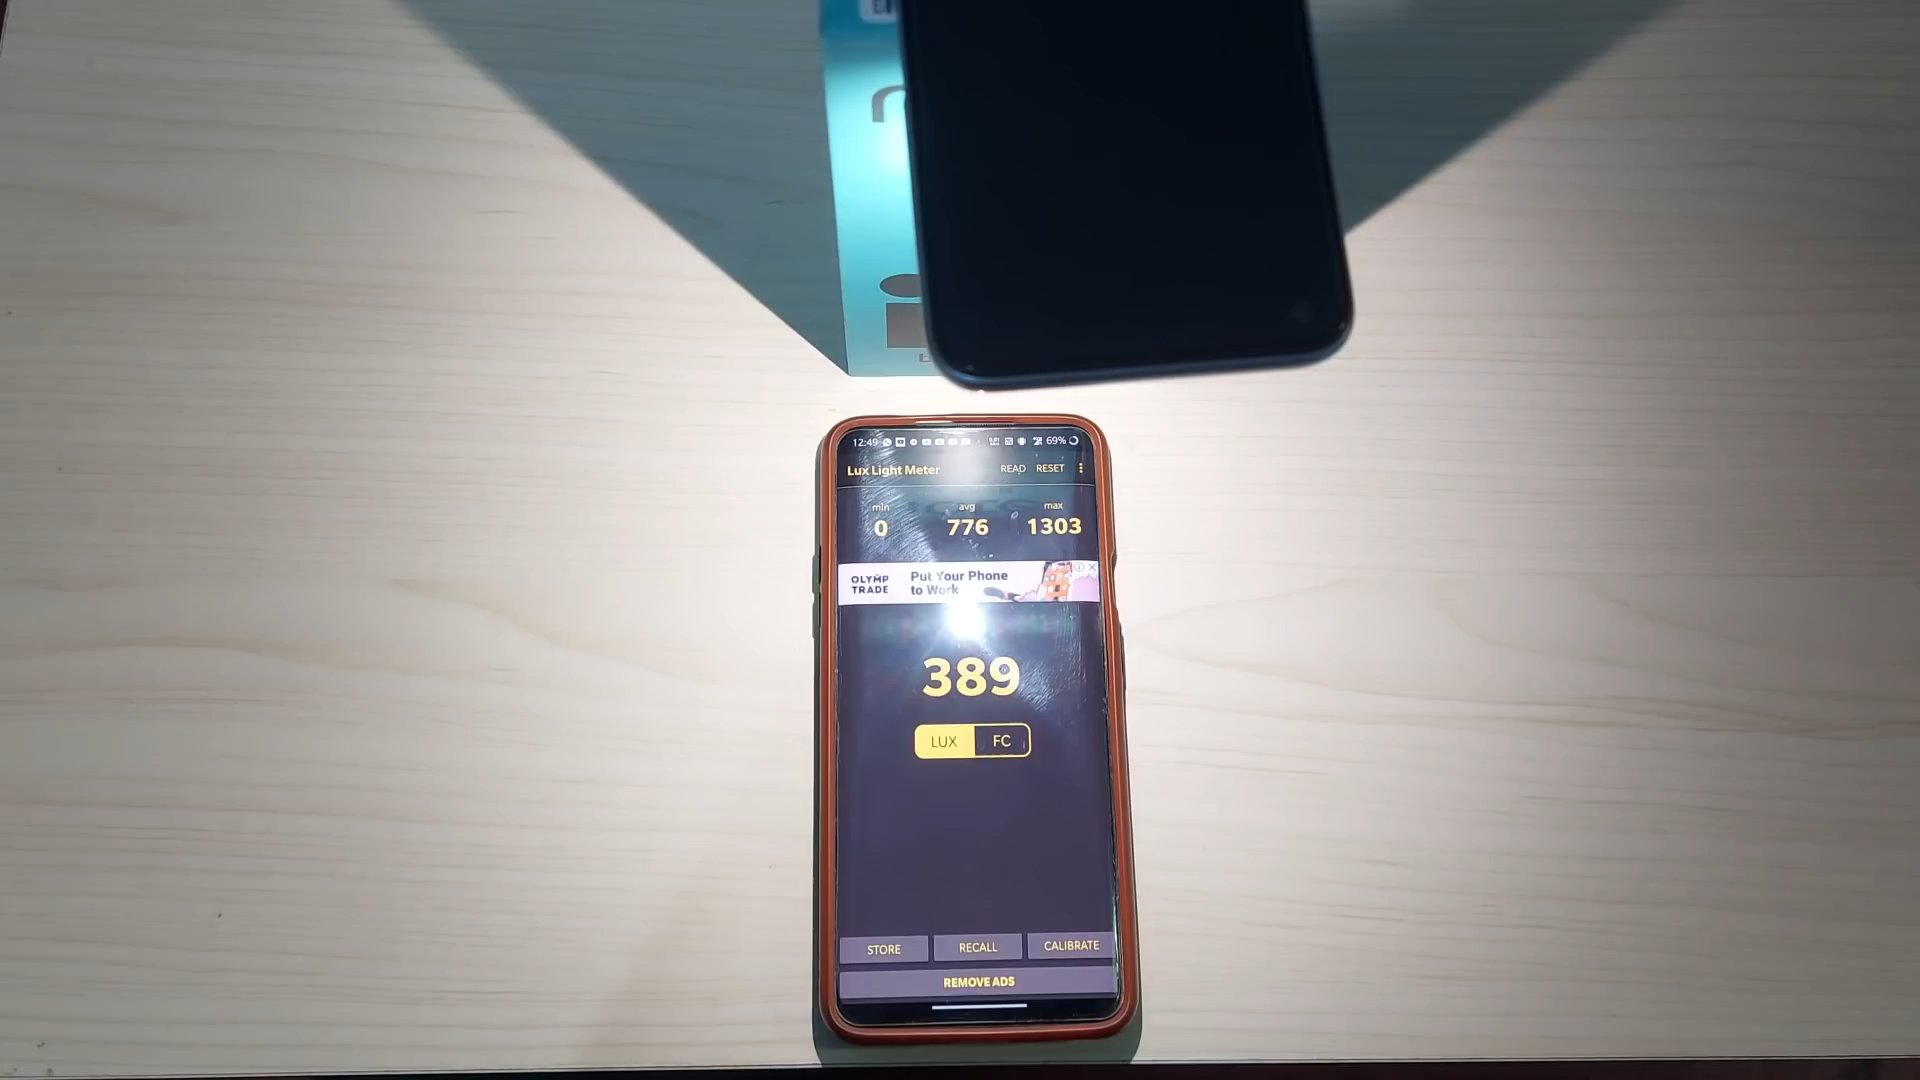 12:49 69%
Lux Light Meter READ RESET
min avg max
0 776 1303
OLYMP TRADE
Put Your Phone
to Work
389
LUX FC
STORE RECALL CALIBRATE
REMOVE ADS